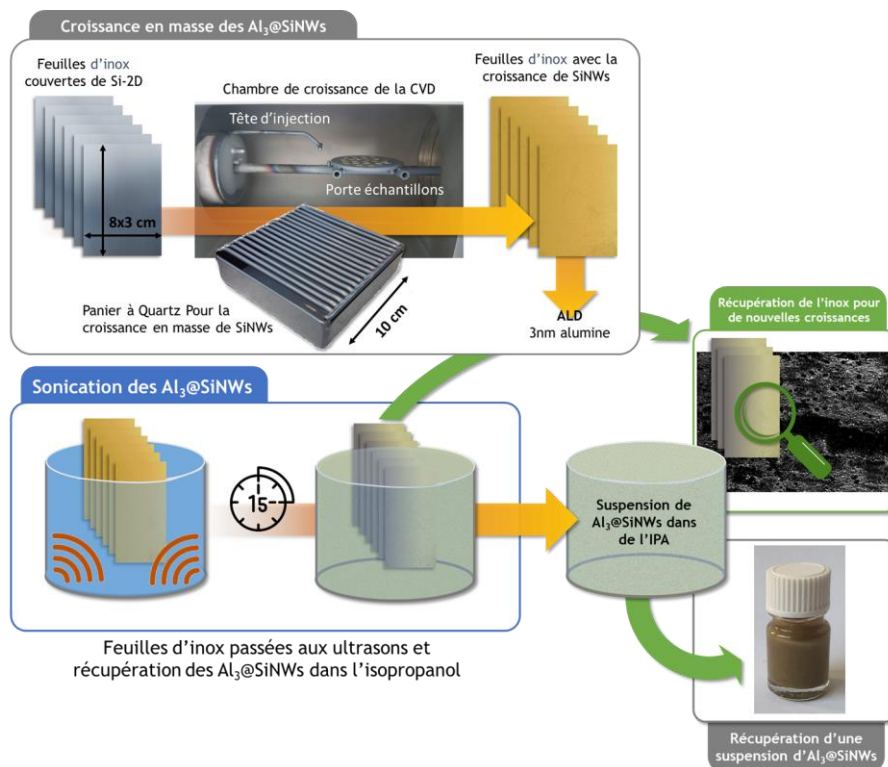 Croissance en masse des Al₃@SiNWs
Feuilles d'inox
couvertes de Si-2D
Chambre de croissance de la CVD
Feuilles d'inox avec la
croissance de SiNWs
Tête d'injection
Porte échantillons
8x3 cm
Panier à Quartz Pour la
croissance en masse de SiNWs
10 cm
ALD
3nm alumine
Récupération de l'inox pour
de nouvelles croissances
Sonication des Al₃@SiNWs
15
Suspension de
Al₃@SiNWs dans
de l'IPA
Feuilles d'inox passées aux ultrasons et
récupération des Al₃@SiNWs dans l'isopropanol
Récupération d'une
suspension d'Al₃@SiNWs